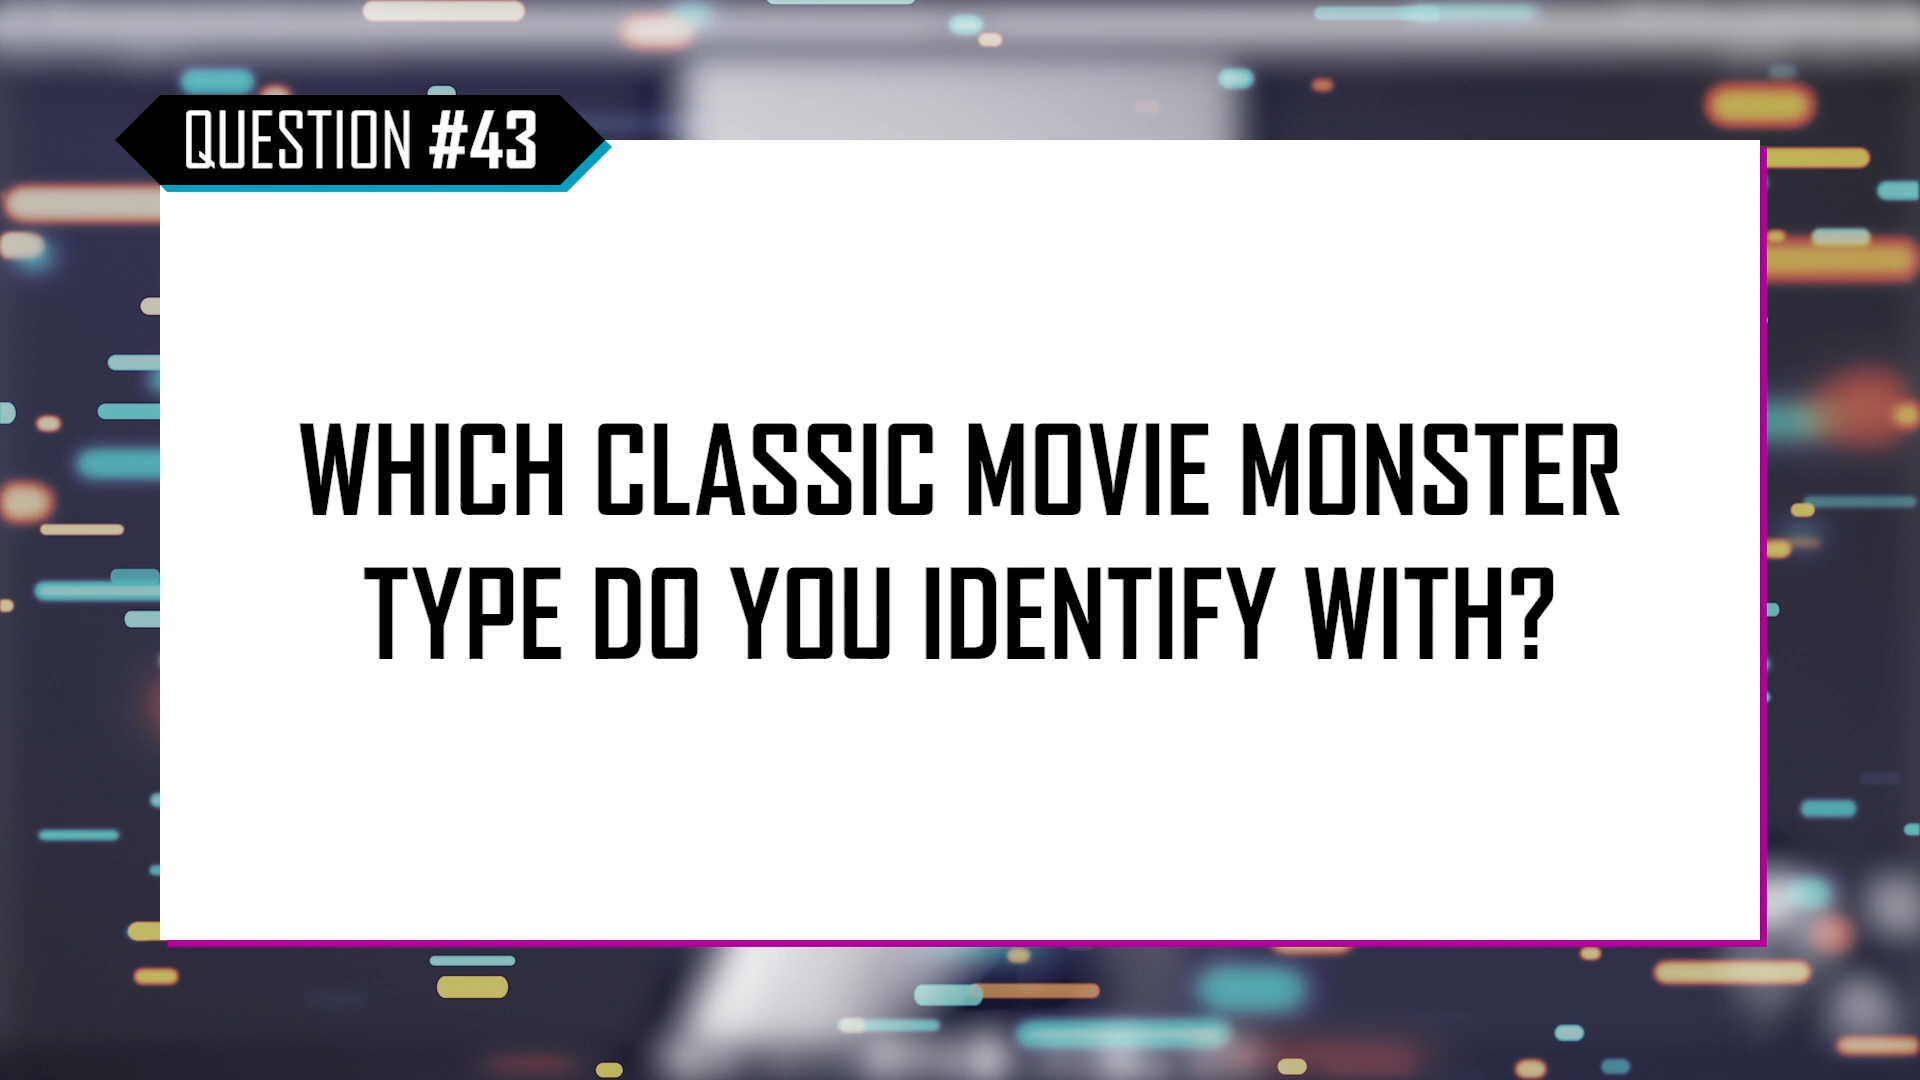 QUESTION #43
WHICH CLASSIC MOVIE MONSTER
TYPE DO YOU IDENTIFY WITH?